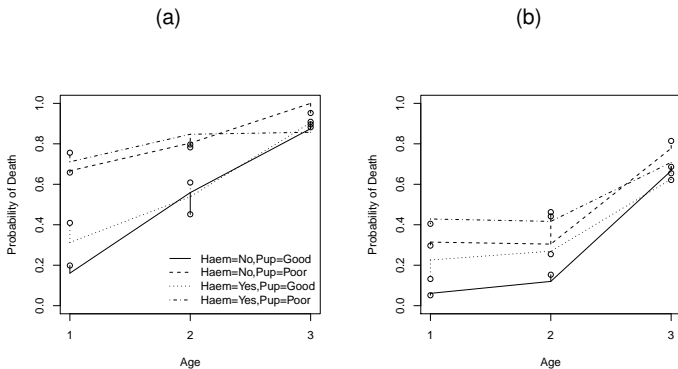 (a)
(b)
Probability of Death
1.0
0.8
0.6
0.4
0.2
0.0
Haem=No,Pup=Good
Haem=No,Pup=Poor
Haem=Yes,Pup=Good
Haem=Yes,Pup=Poor
1 2 3
Age
Probability of Death
1.0
0.8
0.6
0.4
0.2
0.0
1 2 3
Age